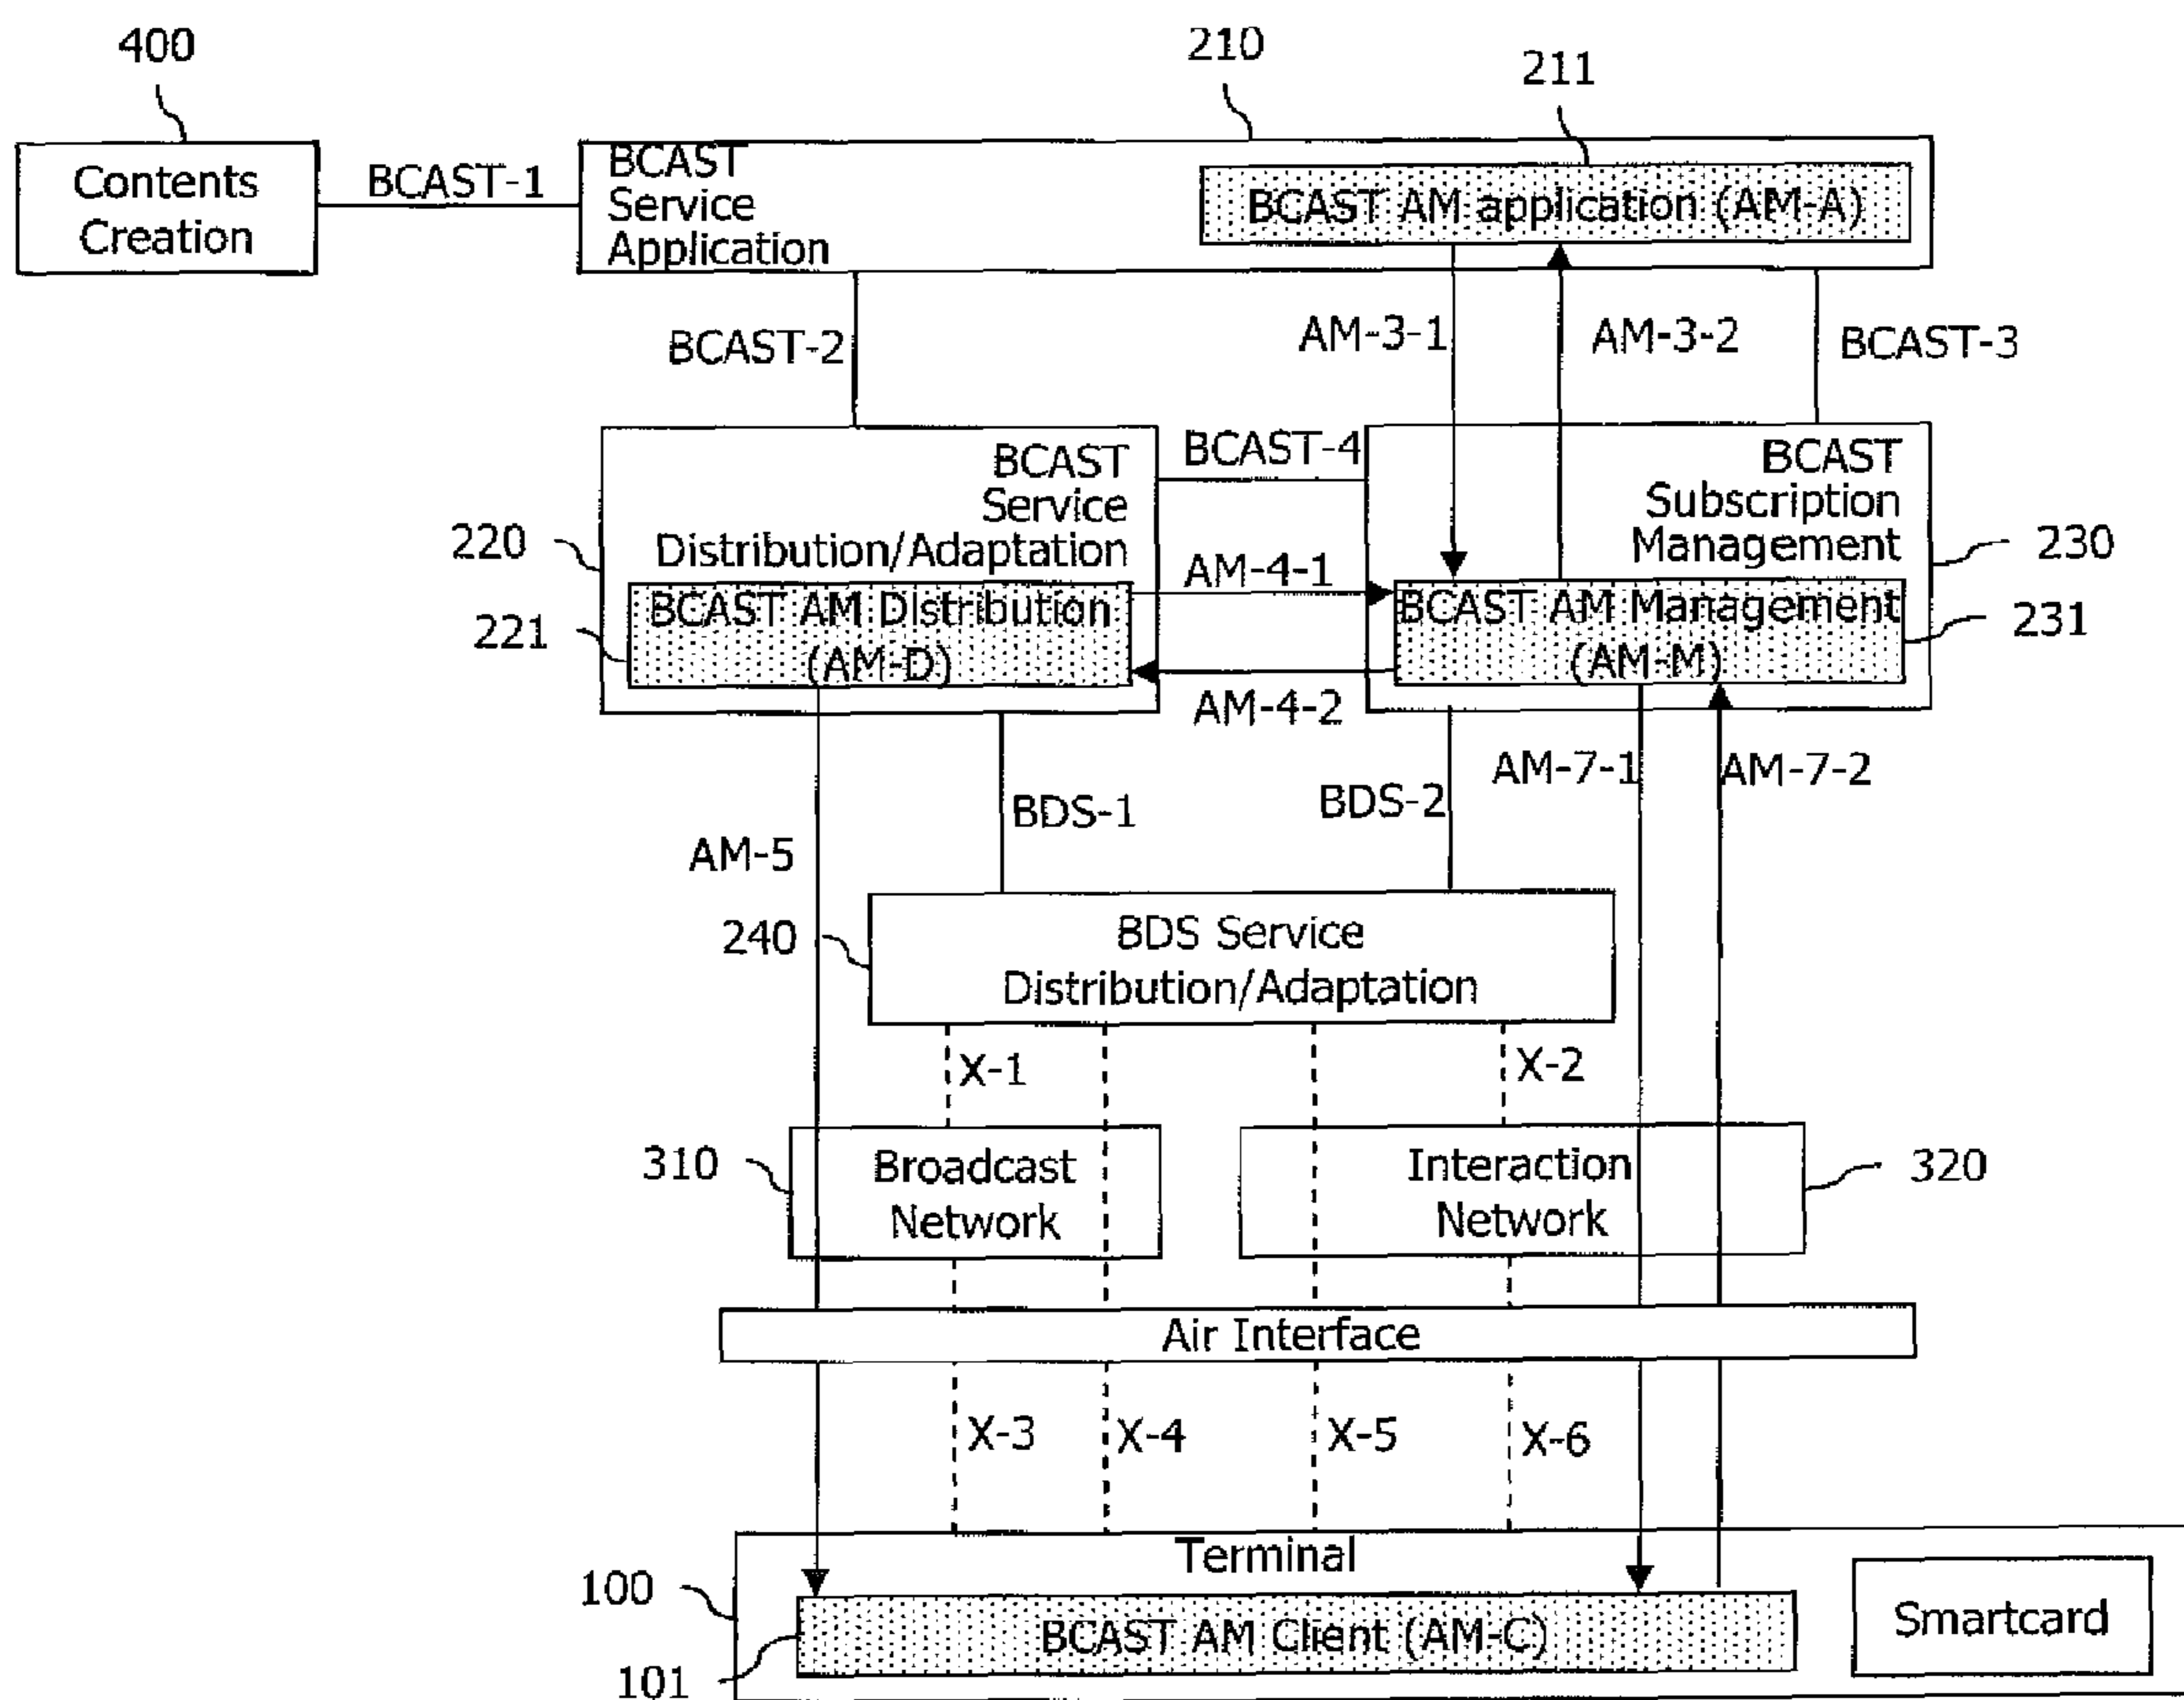 400
210
211
Contents
Creation
BCAST-1
BCAST
Service
Application
BCAST AM application (AM-A)
BCAST-2
AM-3-1
AM-3-2
BCAST-3
BCAST
Service
Distribution/Adaptation
BCAST-4
BCAST
Subscription
Management
220
230
AM-4-1
221
BCAST AM Distribution
(AM-D)
BCAST AM Management
(AM-M)
231
AM-4-2
AM-5
BDS-1
BDS-2
AM-7-1
AM-7-2
240
BDS Service
Distribution/Adaptation
X-1
X-2
310
Broadcast
Network
Interaction
Network
320
Air Interface
X-3
X-4
X-5
X-6
Terminal
100
BCAST AM Client (AM-C)
Smartcard
101